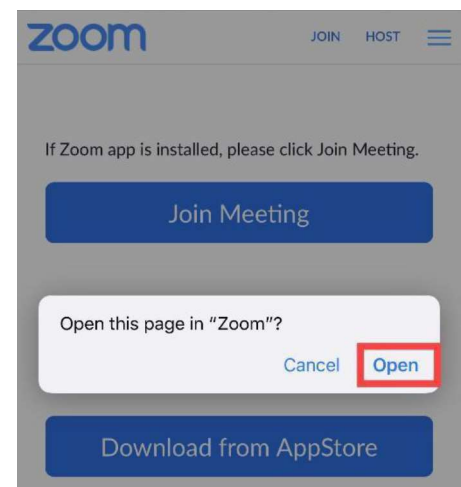 zoom JOIN HOST
If Zoom app is installed, please click Join Meeting.
Join Meeting
Open this page in “Zoom”?
Cancel Open
Download from AppStore